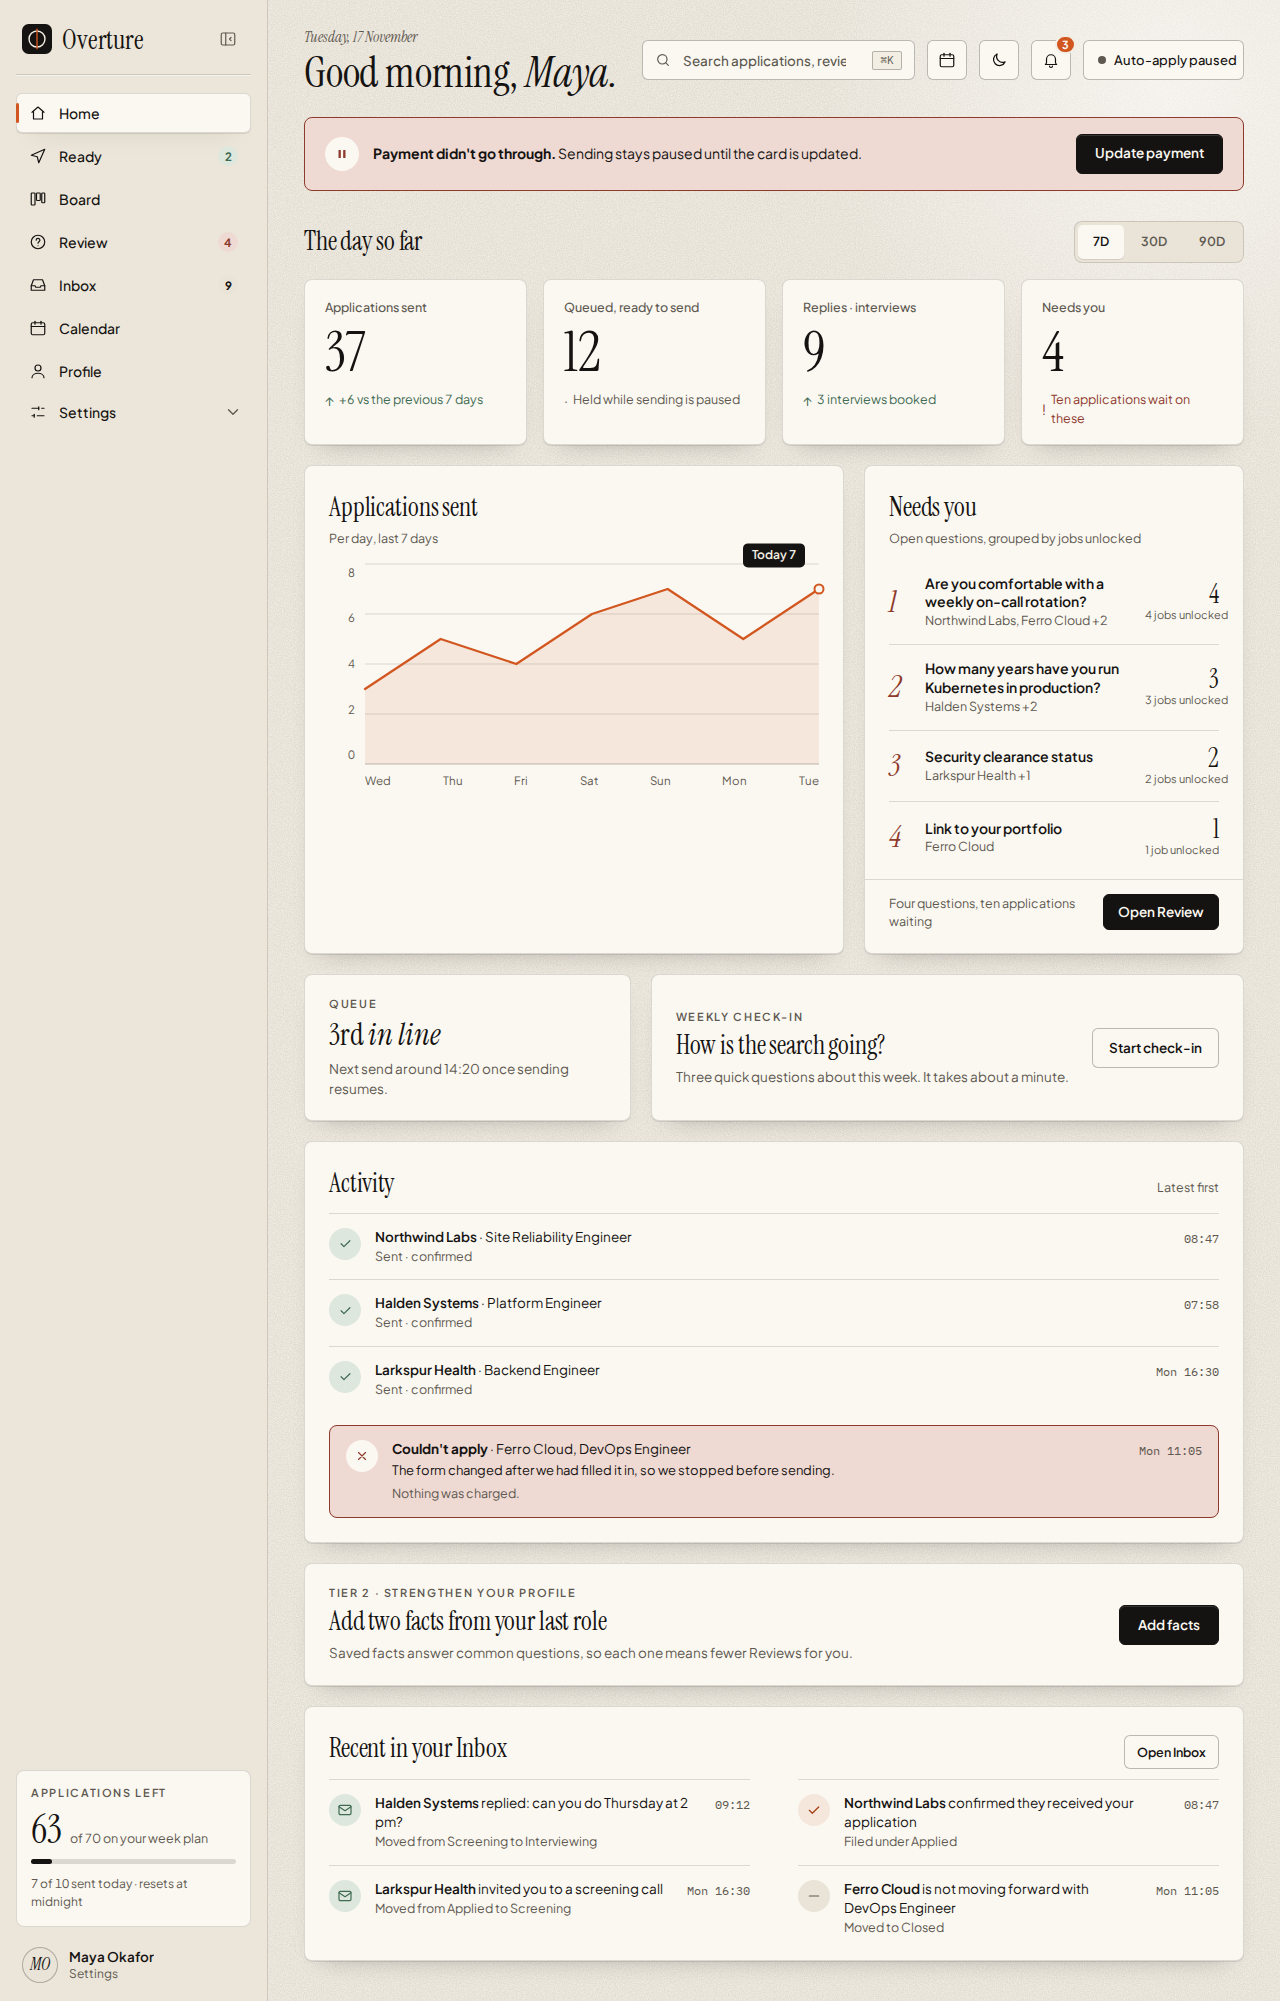 Overture
Home
Ready 2
Board
Review 4
Inbox 9
Calendar
Profile
Settings
APPLICATIONS LEFT
63 of 70 on your week plan
7 of 10 sent today · resets at
midnight
MO
Maya Okafor
Settings
Tuesday, 17 November
Good morning, Maya.
Search applications, revie
⌘K
3
Auto-apply paused
Payment didn't go through. Sending stays paused until the card is updated.
Update payment
The day so far
7D 30D 90D
Applications sent
37
↑ +6 vs the previous 7 days
Queued, ready to send
12
· Held while sending is paused
Replies · interviews
9
↑ 3 interviews booked
Needs you
4
! Ten applications wait on
these
Applications sent
Per day, last 7 days
Today 7
8
6
4
2
0
Wed Thu Fri Sat Sun Mon Tue
Needs you
Open questions, grouped by jobs unlocked
1
Are you comfortable with a
weekly on-call rotation?
Northwind Labs, Ferro Cloud +2
4
4 jobs unlocked
2
How many years have you run
Kubernetes in production?
Halden Systems +2
3
3 jobs unlocked
3
Security clearance status
Larkspur Health +1
2
2 jobs unlocked
4
Link to your portfolio
Ferro Cloud
1
1 job unlocked
Four questions, ten applications
waiting
Open Review
QUEUE
3rd in line
Next send around 14:20 once sending
resumes.
WEEKLY CHECK-IN
How is the search going?
Three quick questions about this week. It takes about a minute.
Start check-in
Activity
Latest first
Northwind Labs · Site Reliability Engineer
Sent · confirmed
08:47
Halden Systems · Platform Engineer
Sent · confirmed
07:58
Larkspur Health · Backend Engineer
Sent · confirmed
Mon 16:30
Couldn't apply · Ferro Cloud, DevOps Engineer
The form changed after we had filled it in, so we stopped before sending.
Nothing was charged.
Mon 11:05
TIER 2 · STRENGTHEN YOUR PROFILE
Add two facts from your last role
Saved facts answer common questions, so each one means fewer Reviews for you.
Add facts
Recent in your Inbox
Open Inbox
Halden Systems replied: can you do Thursday at 2
pm?
Moved from Screening to Interviewing
09:12
Northwind Labs confirmed they received your
application
Filed under Applied
08:47
Larkspur Health invited you to a screening call
Moved from Applied to Screening
Mon 16:30
Ferro Cloud is not moving forward with
DevOps Engineer
Moved to Closed
Mon 11:05